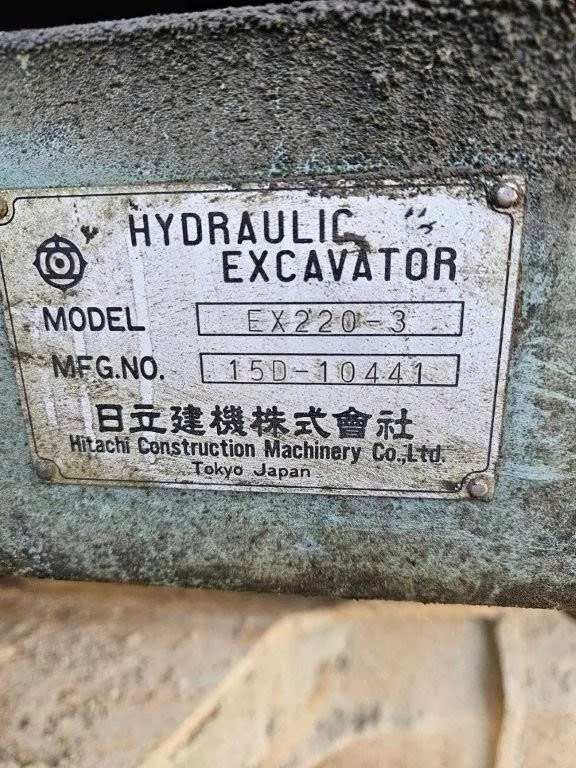 HYDRAULIC
EXCAVATOR
MODEL EX220-3
MFG.NO. 15D-10441
日立建機株式會社
Hitachi Construction Machinery Co.,Ltd.
Tokyo Japan